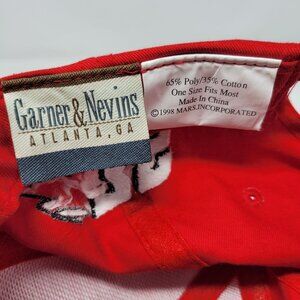 Garner & Nevins
ATLANTA, GA
65% Poly/35% Cotton
One Size Fits Most
Made In China
©1998 MARS, INCORPORATED